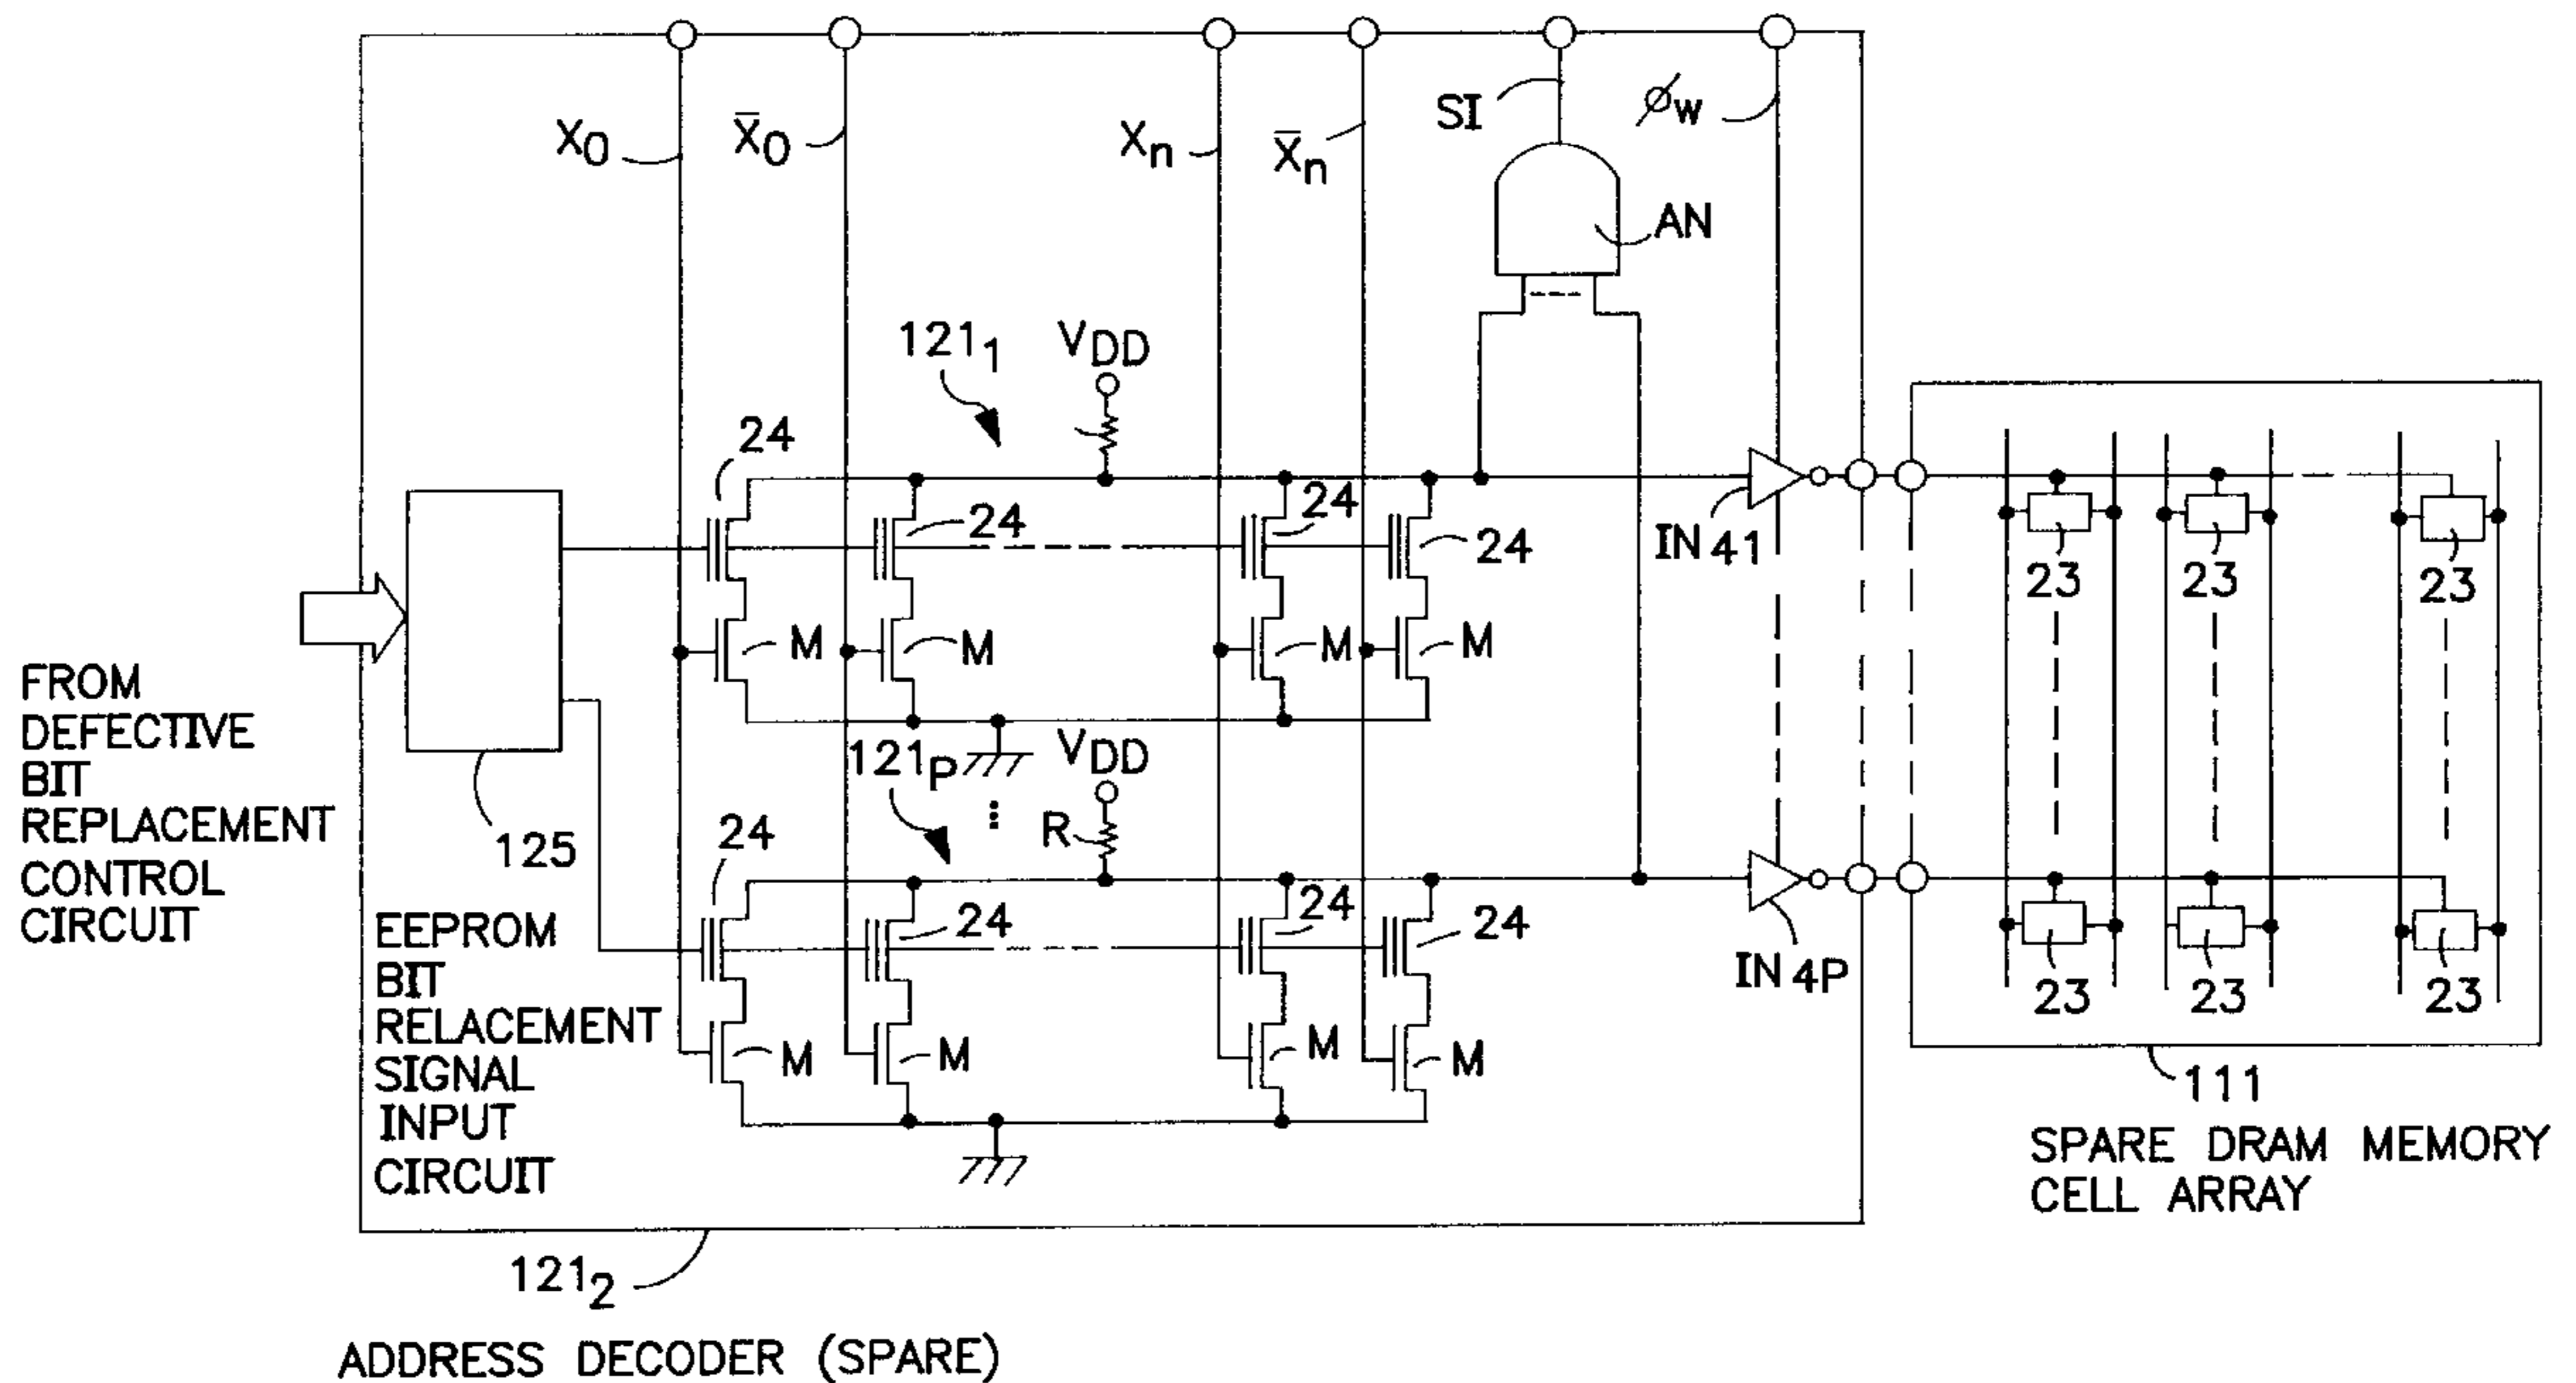 X0
X̅0
Xn
X̅n
SI
φW
AN
1211
VDD
24
24
24
24
IN41
23
23
23
M
M
M
M
FROM
DEFECTIVE
BIT
REPLACEMENT
CONTROL
CIRCUIT
125
121P
VDD
R
24
24
24
24
IN4P
23
23
23
M
M
M
M
EEPROM
BIT
RELACEMENT
SIGNAL
INPUT
CIRCUIT
111
SPARE DRAM MEMORY
CELL ARRAY
1212
ADDRESS DECODER (SPARE)